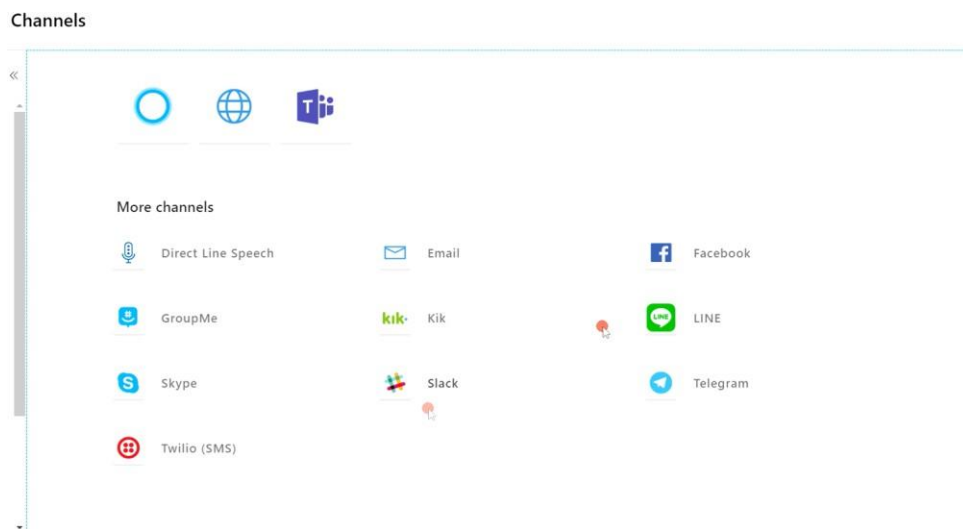 Channels
«
T
More channels
Direct Line Speech
Email
f
Facebook
GroupMe
kik.
Kik
LINE
LINE
S
Skype
Slack
Telegram
Twilio (SMS)